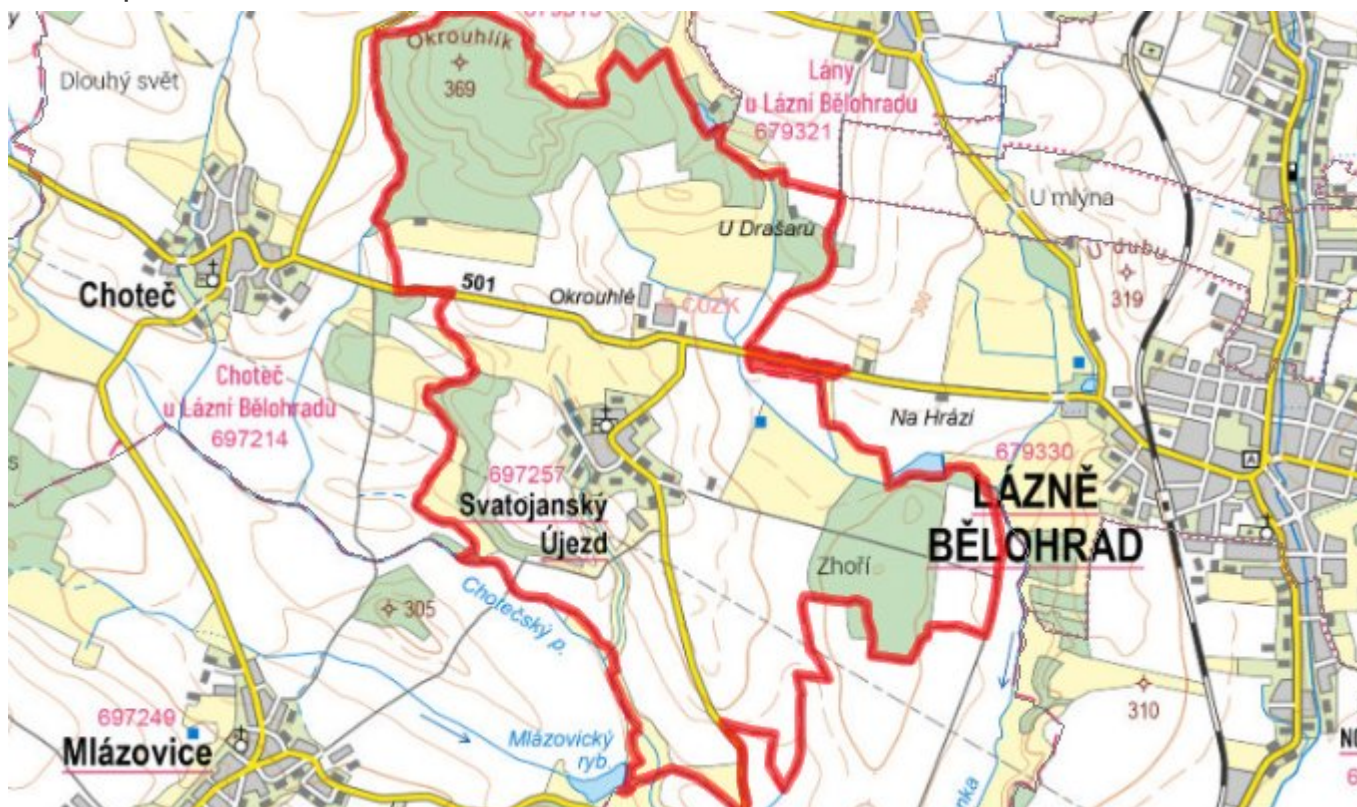 Okrouhlík
369
Dlouhý svět
Lány
u Lázní Bělohradu
679321
U mlýna
U Drašarů
U dubu
319
Choteč
501
Okrouhlé
ČÚZK
300
Choteč
u Lázní Bělohradu
697214
Na Hrázi
697257
Svatojanský
Újezd
679330
LÁZNĚ
BĚLOHRAD
Zhoří
305
Chotečský p.
310
697249
Mlázovice
Mlázovický
ryb.